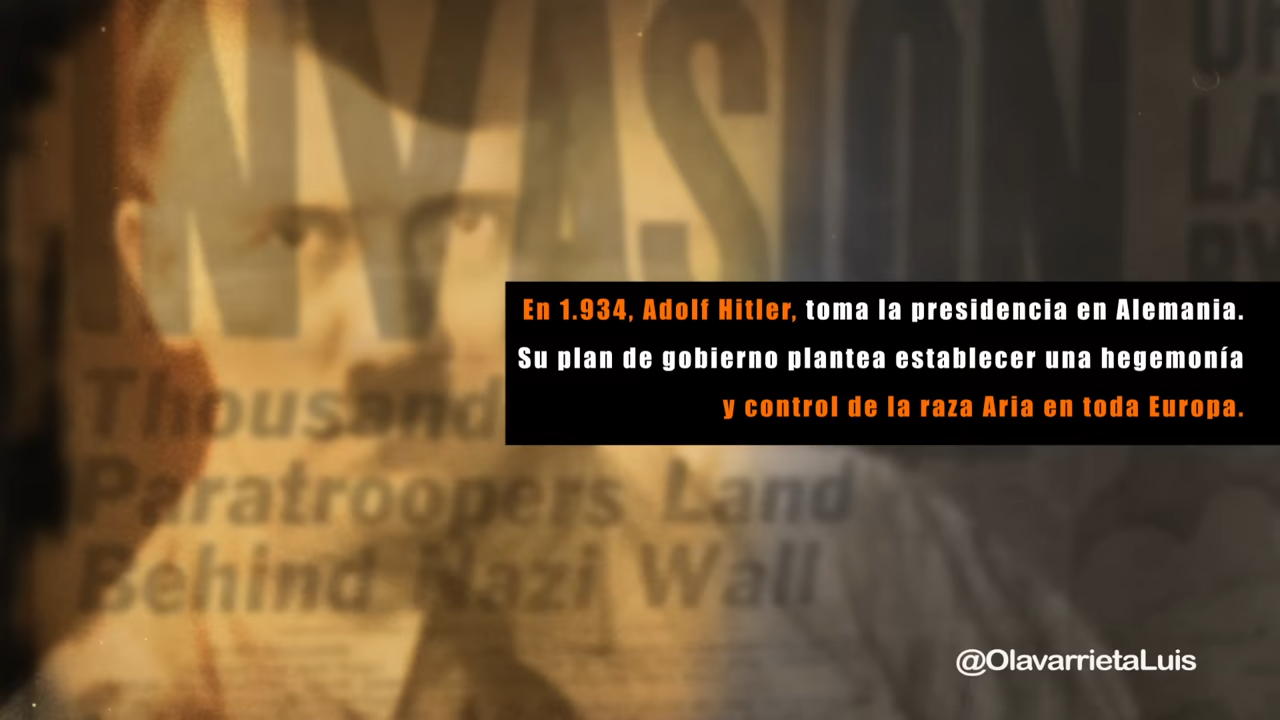 INVASION
En 1.934, Adolf Hitler, toma la presidencia en Alemania.
Su plan de gobierno plantea establecer una hegemonía
y control de la raza Aria en toda Europa.
Thousand
Paratroopers Land
Behind Nazi Wall
@OlavarrietaLuis